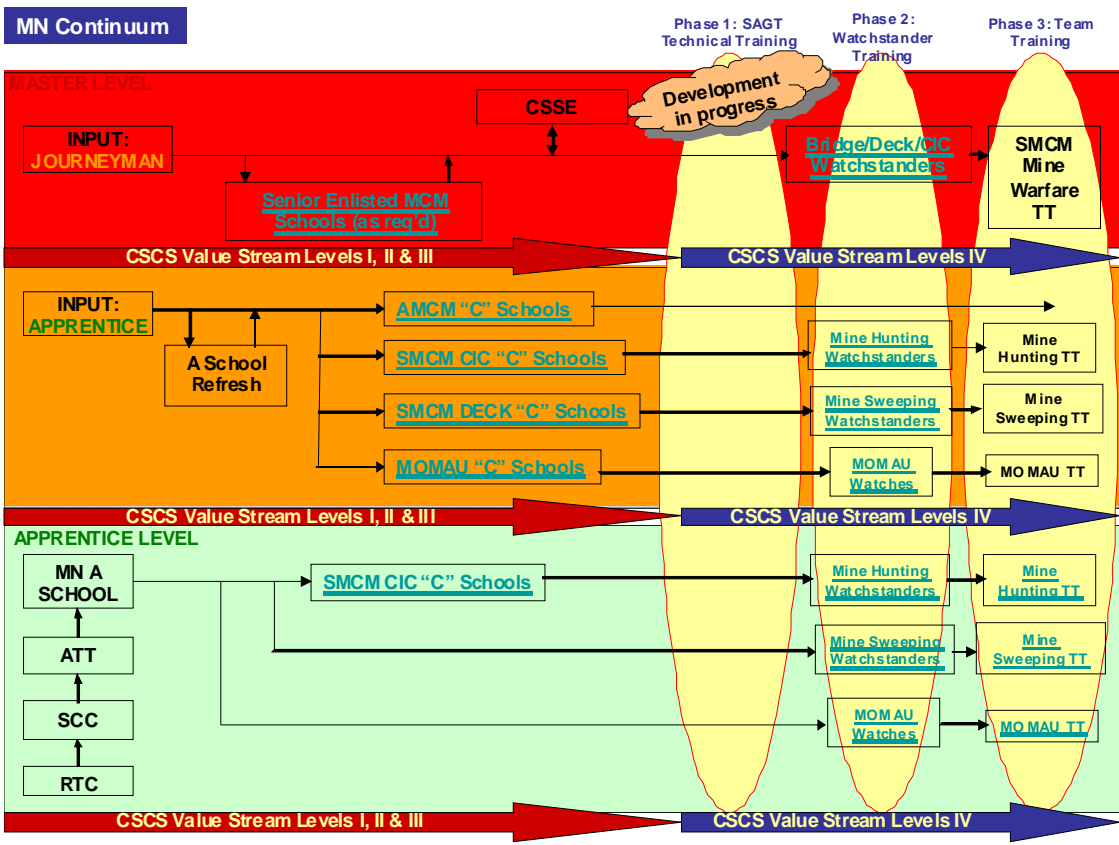 MN Continuum
Phase 1: SAGT
Technical Training
Phase 2:
Watchstander
Training
Phase 3: Team
Training
MASTER LEVEL
Development
in progress
CSSE
INPUT:
JOURNEYMAN
Bridge/Deck/CIC
Watchstanders
SMCM
Mine
Warfare
TT
Senior Enlisted MCM
Schools (as req'd)
CSCS Value Stream Levels I, II & III
CSCS Value Stream Levels IV
INPUT:
APPRENTICE
AMCM “C” Schools
A School
Refresh
SMCM CIC “C” Schools
Mine Hunting
Watchstanders
Mine
Hunting TT
SMCM DECK “C” Schools
Mine Sweeping
Watchstanders
Mine
Sweeping TT
MOMAU “C” Schools
MOMAU
Watches
MOMAU TT
CSCS Value Stream Levels I, II & III
CSCS Value Stream Levels IV
APPRENTICE LEVEL
MN A
SCHOOL
SMCM CIC “C” Schools
Mine Hunting
Watchstanders
Mine
Hunting TT
ATT
Mine Sweeping
Watchstanders
Mine
Sweeping TT
SCC
MOMAU
Watches
MOMAU TT
RTC
CSCS Value Stream Levels I, II & III
CSCS Value Stream Levels IV